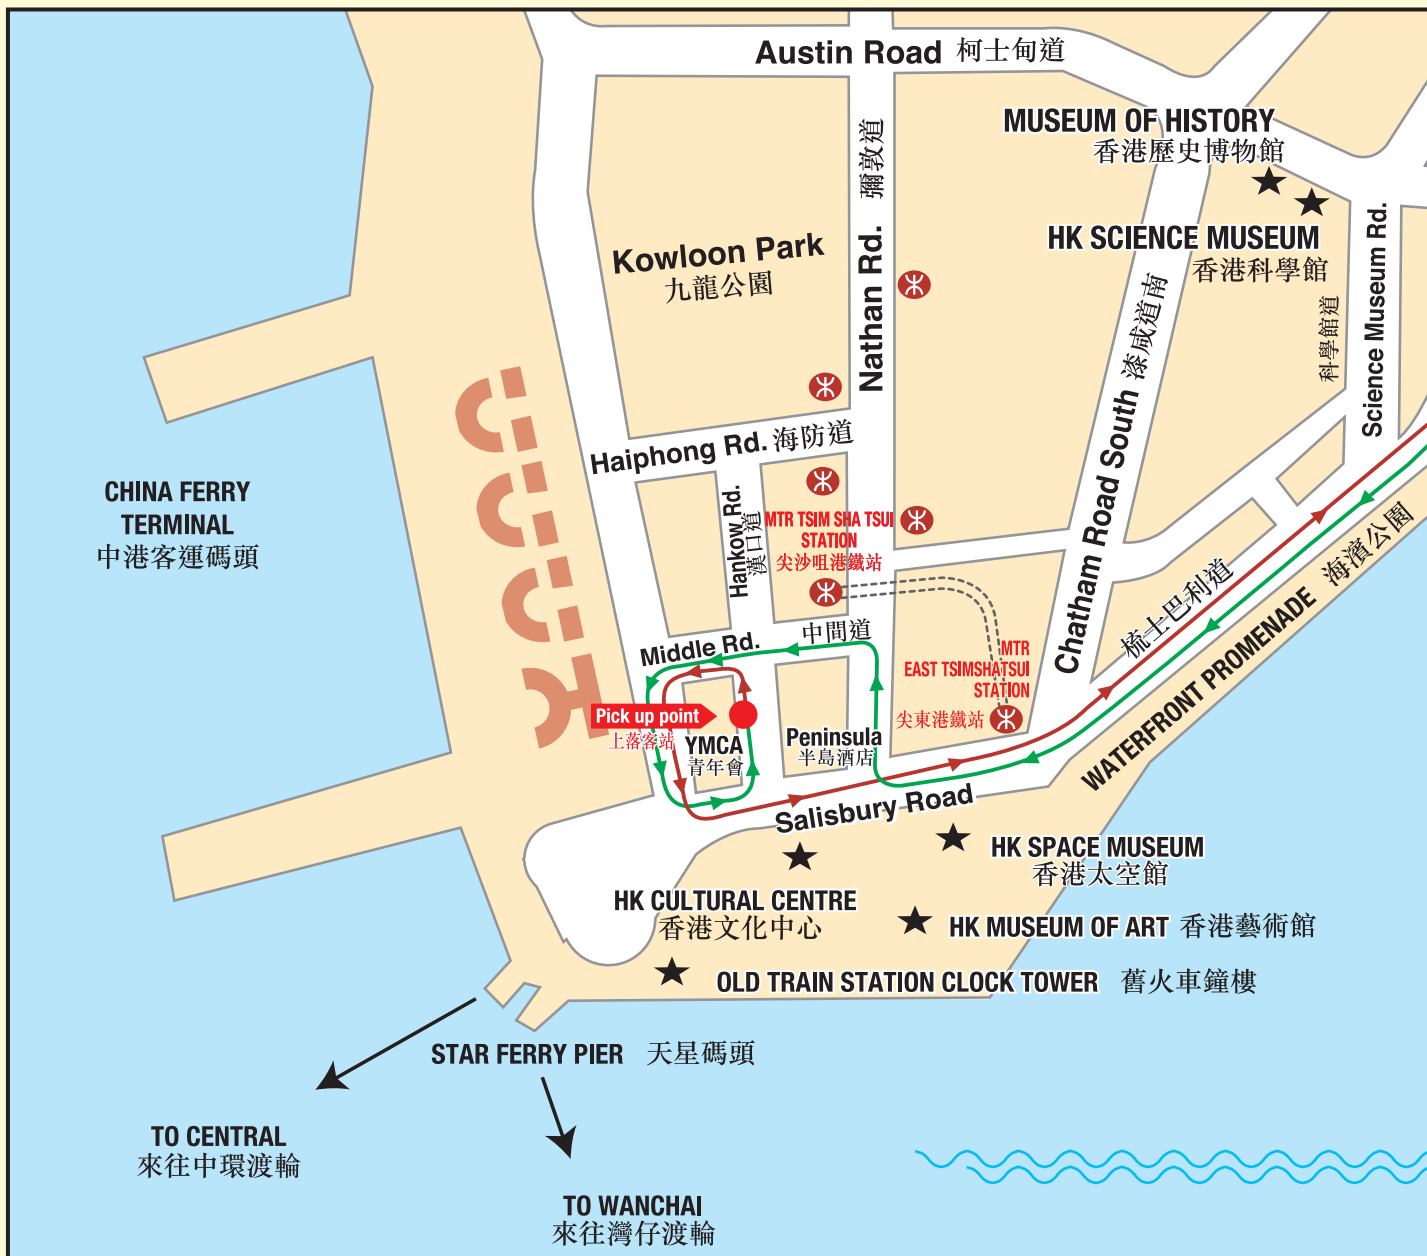 Austin Road 柯士甸道
MUSEUM OF HISTORY
香港歷史博物館
彌敦道
Nathan Rd.
HK SCIENCE MUSEUM
香港科學館
Science Museum Rd.
科學館道
Kowloon Park
九龍公園
Chatham Road South 漆咸道南
Haiphong Rd. 海防道
Hankow Rd.
漢口道
MTR TSIM SHA TSUI
STATION
尖沙咀港鐵站
CHINA FERRY
TERMINAL
中港客運碼頭
Middle Rd. 中間道
MTR
EAST TSIMSHATSUI
STATION
尖東港鐵站
梳士巴利道
WATERFRONT PROMENADE 海濱公園
Pick up point
上落客站
YMCA
青年會
Peninsula
半島酒店
Salisbury Road
HK SPACE MUSEUM
香港太空館
HK CULTURAL CENTRE
香港文化中心
HK MUSEUM OF ART 香港藝術館
OLD TRAIN STATION CLOCK TOWER 舊火車鐘樓
STAR FERRY PIER 天星碼頭
TO CENTRAL
來往中環渡輪
TO WANCHAI
來往灣仔渡輪